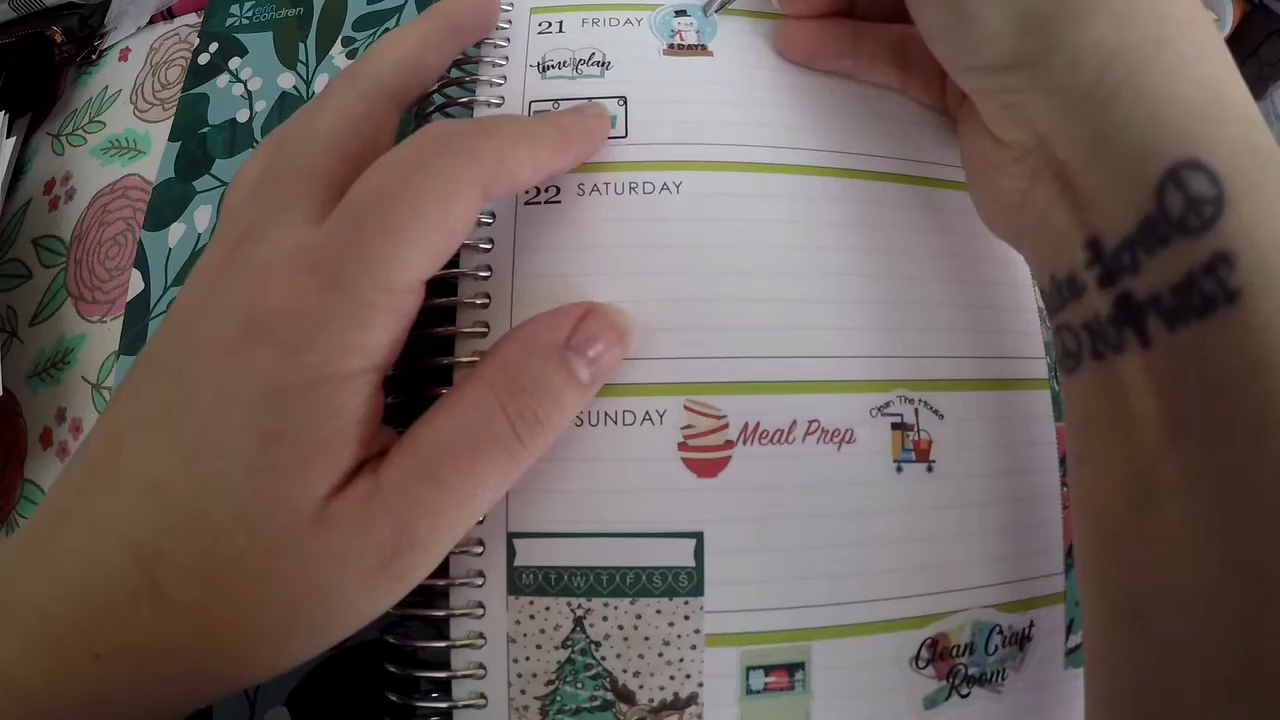 erin
condren
21 FRIDAY
4 DAYS
time to plan
22 SATURDAY
SUNDAY
Meal Prep
Clean The House
M T W T F S S
Clean Craft
Room